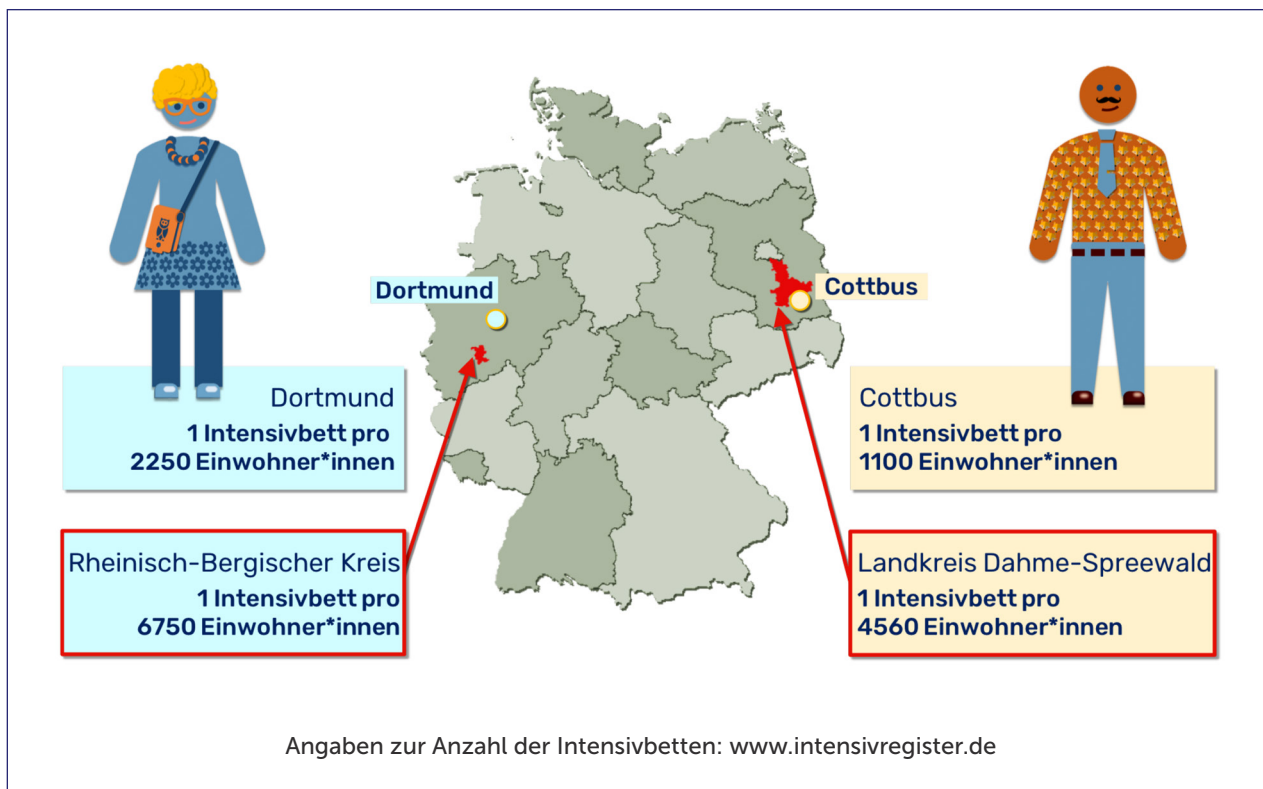 Dortmund
Cottbus
Dortmund
1 Intensivbett pro
2250 Einwohner*innen
Cottbus
1 Intensivbett pro
1100 Einwohner*innen
Rheinisch-Bergischer Kreis
1 Intensivbett pro
6750 Einwohner*innen
Landkreis Dahme-Spreewald
1 Intensivbett pro
4560 Einwohner*innen
Angaben zur Anzahl der Intensivbetten: www.intensivregister.de